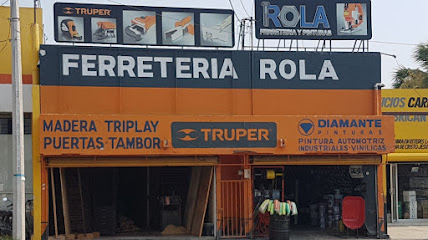 TRUPER
ROLA
FERRETERIA Y PINTURAS
FERRETERIA ROLA
MADERA TRIPLAY
PUERTAS TAMBOR
TRUPER
DIAMANTE
PINTURAS
PINTURA AUTOMOTRIZ
INDUSTRIALES VINILICAS